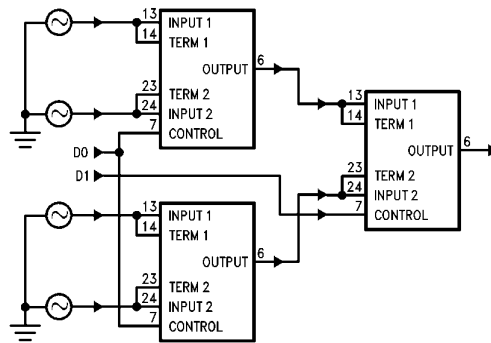 13 INPUT 1
14 TERM 1
OUTPUT 6
23 TERM 2
24 INPUT 2
7 CONTROL
D0
D1
13 INPUT 1
14 TERM 1
OUTPUT 6
23 TERM 2
24 INPUT 2
7 CONTROL
13 INPUT 1
14 TERM 1
OUTPUT 6
23 TERM 2
24 INPUT 2
7 CONTROL